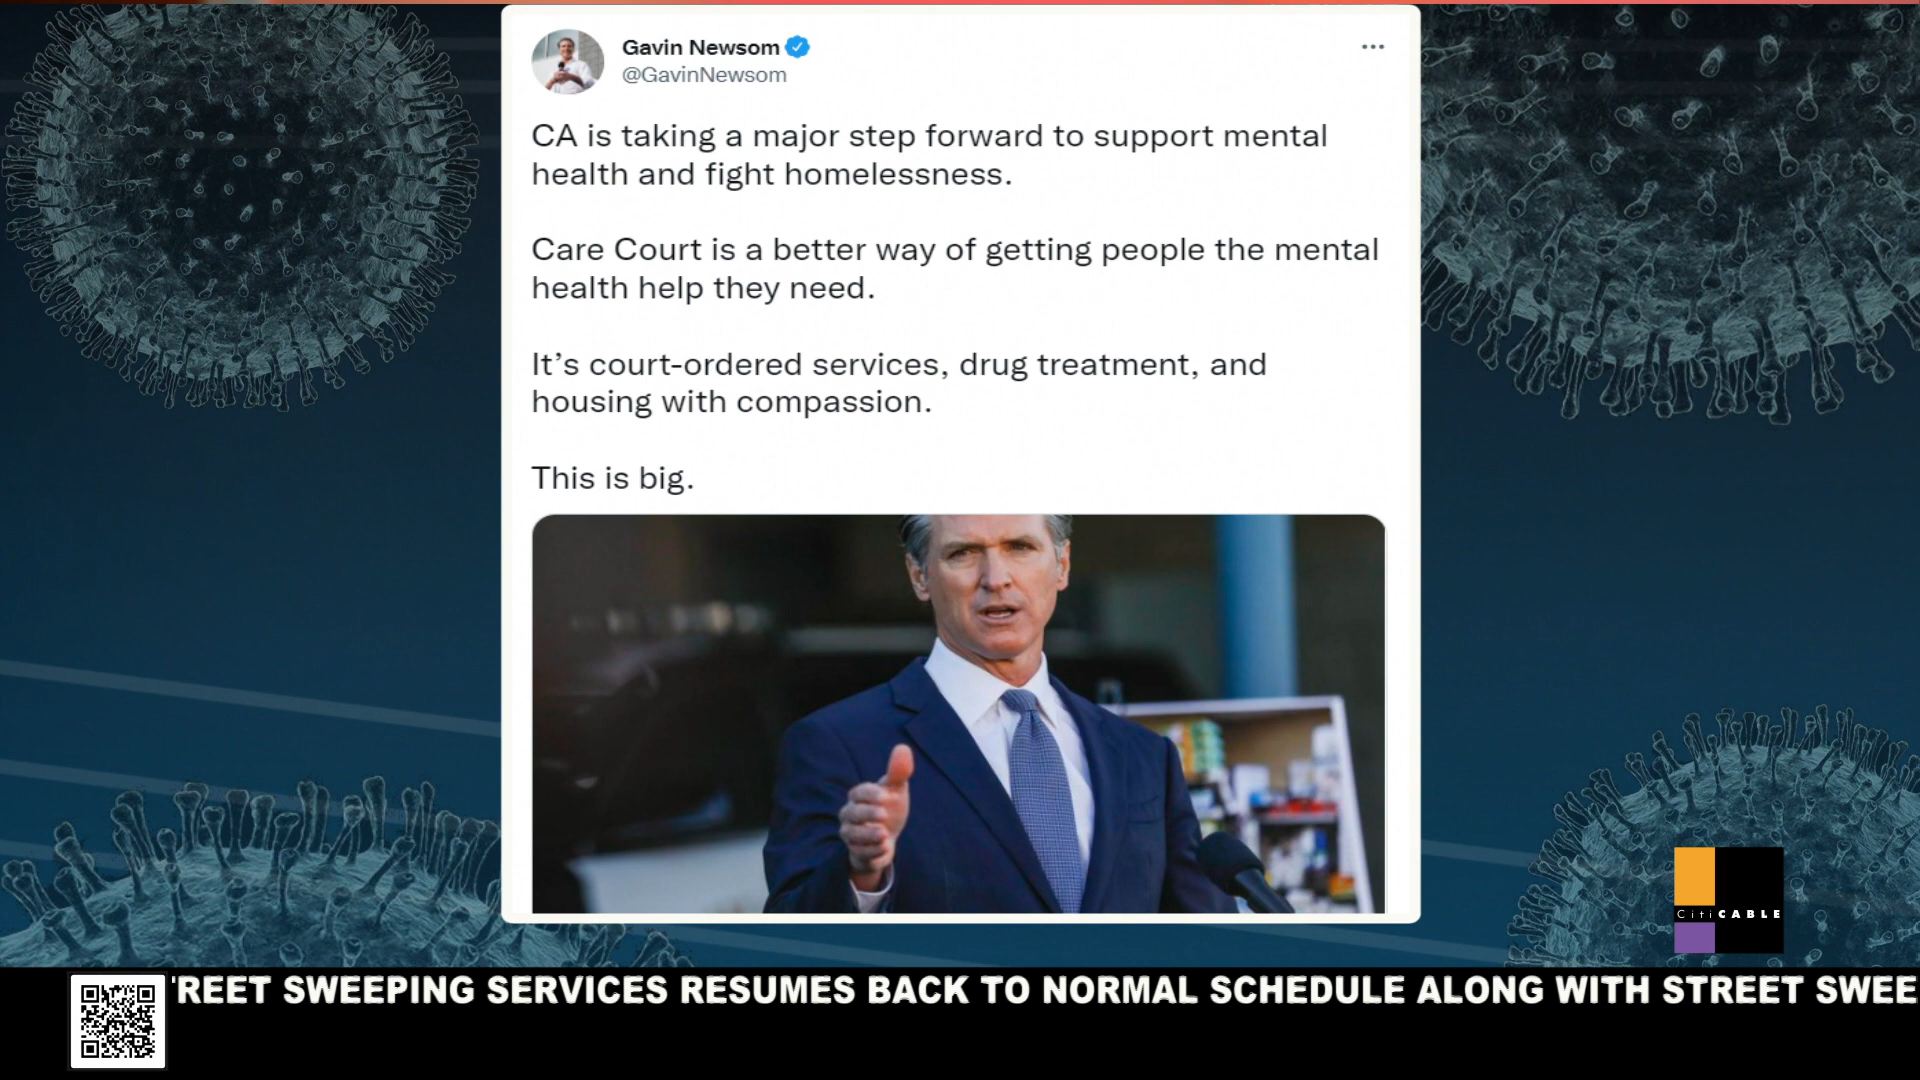 Gavin Newsom
@GavinNewsom
CA is taking a major step forward to support mental
health and fight homelessness.
Care Court is a better way of getting people the mental
health help they need.
It’s court-ordered services, drug treatment, and
housing with compassion.
This is big.
CitiCABLE
REET SWEEPING SERVICES RESUMES BACK TO NORMAL SCHEDULE ALONG WITH STREET SWEE